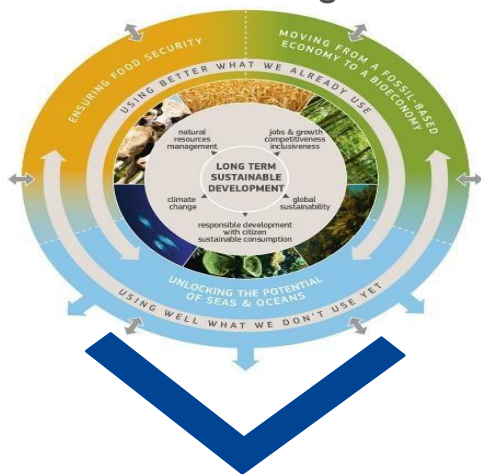 ENSURING FOOD SECURITY
MOVING FROM A FOSSIL-BASED
ECONOMY TO A BIOECONOMY
USING BETTER WHAT WE ALREADY USE
natural
resources
management
jobs & growth
competitiveness
inclusiveness
LONG TERM
SUSTAINABLE
DEVELOPMENT
climate
change
global
sustainability
responsible development
with citizen
sustainable consumption
UNLOCKING THE POTENTIAL
OF SEAS & OCEANS
USING WELL WHAT WE DON'T USE YET